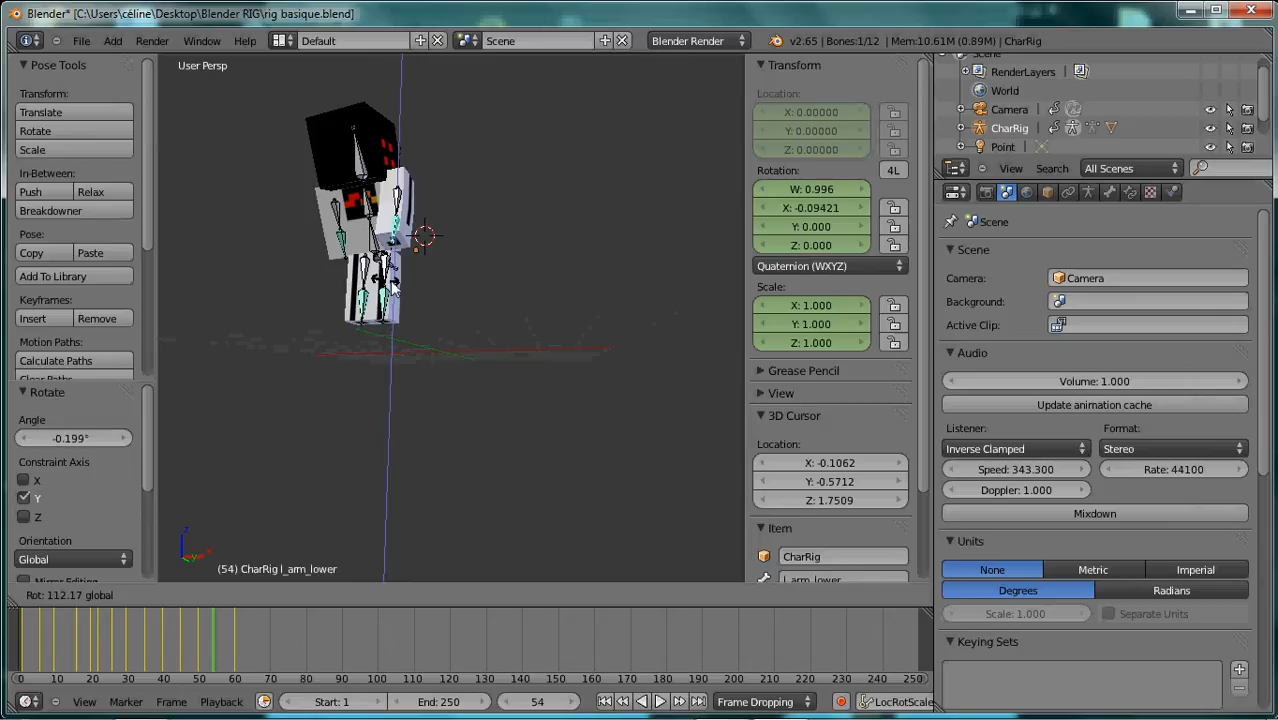 Blender* [C:\Users\céline\Desktop\Blender RIG\rig basique.blend]
File Add Render Window Help Default Scene Blender Render v2.65 | Bones:1/12 | Mem:10.61M (0.89M) | CharRig
Pose Tools
Transform:
Translate
Rotate
Scale
In-Between:
Push Relax
Breakdowner
Pose:
Copy Paste
Add To Library
Keyframes:
Insert Remove
Motion Paths:
Calculate Paths
Clear Paths
Rotate
Angle
-0.199°
Constraint Axis
X
Y
Z
Orientation
Global
Mirror Editing
User Persp
z
x
(54) CharRig l_arm_lower
Rot: 112.17 global
Transform
Location:
X: 0.00000
Y: 0.00000
Z: 0.00000
Rotation: 4L
W: 0.996
X: -0.09421
Y: 0.000
Z: 0.000
Quaternion (WXYZ)
Scale:
X: 1.000
Y: 1.000
Z: 1.000
Grease Pencil
View
3D Cursor
Location:
X: -0.1062
Y: -0.5712
Z: 1.7509
Item
CharRig
l_arm_lower
Scene
RenderLayers
World
Camera
CharRig
Point
View Search All Scenes
Scene
Scene
Camera: Camera
Background:
Active Clip:
Audio
Volume: 1.000
Update animation cache
Listener: Format:
Inverse Clamped Stereo
Speed: 343.300 Rate: 44100
Doppler: 1.000
Mixdown
Units
None Metric Imperial
Degrees Radians
Scale: 1.000 Separate Units
Keying Sets
0 10 20 30 40 50 60 70 80 90 100 110 120 130 140 150 160 170 180 190 200 210 220 230 240 250
View Marker Frame Playback Start: 1 End: 250 54 Frame Dropping LocRotScale